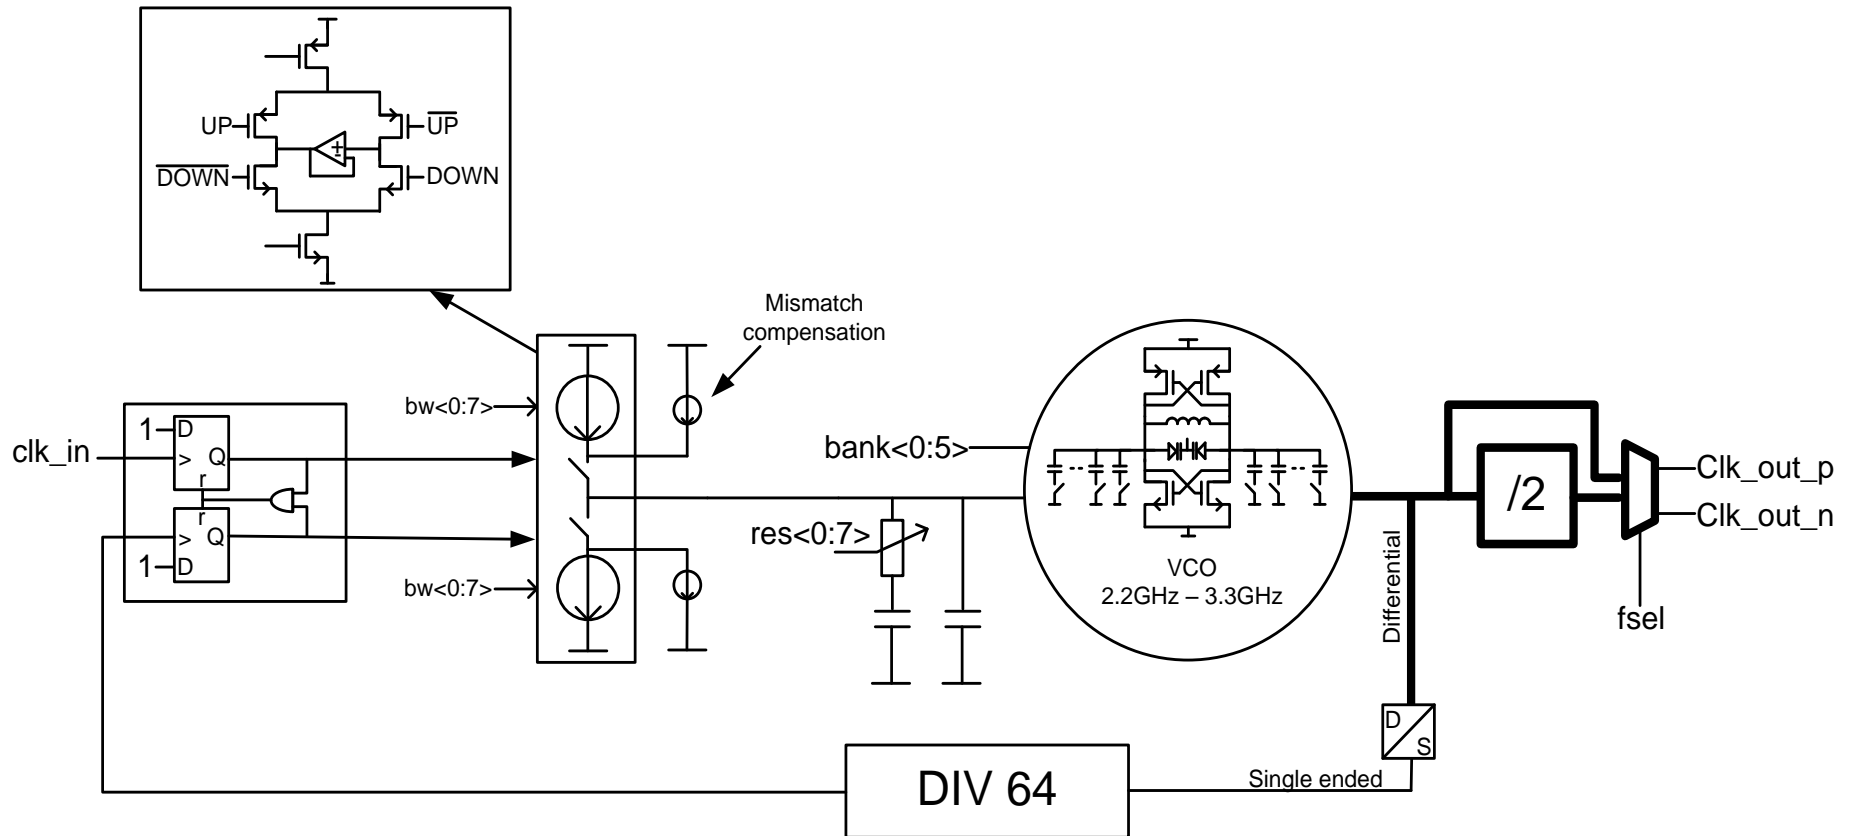 UP
UP
DOWN
DOWN
Mismatch
compensation
bw<0:7>
clk_in
1
D
Q
>
r
r
>
Q
1
D
bw<0:7>
res<0:7>
bank<0:5>
VCO
2.2GHz – 3.3GHz
Differential
/2
Clk_out_p
Clk_out_n
fsel
D
S
Single ended
DIV 64